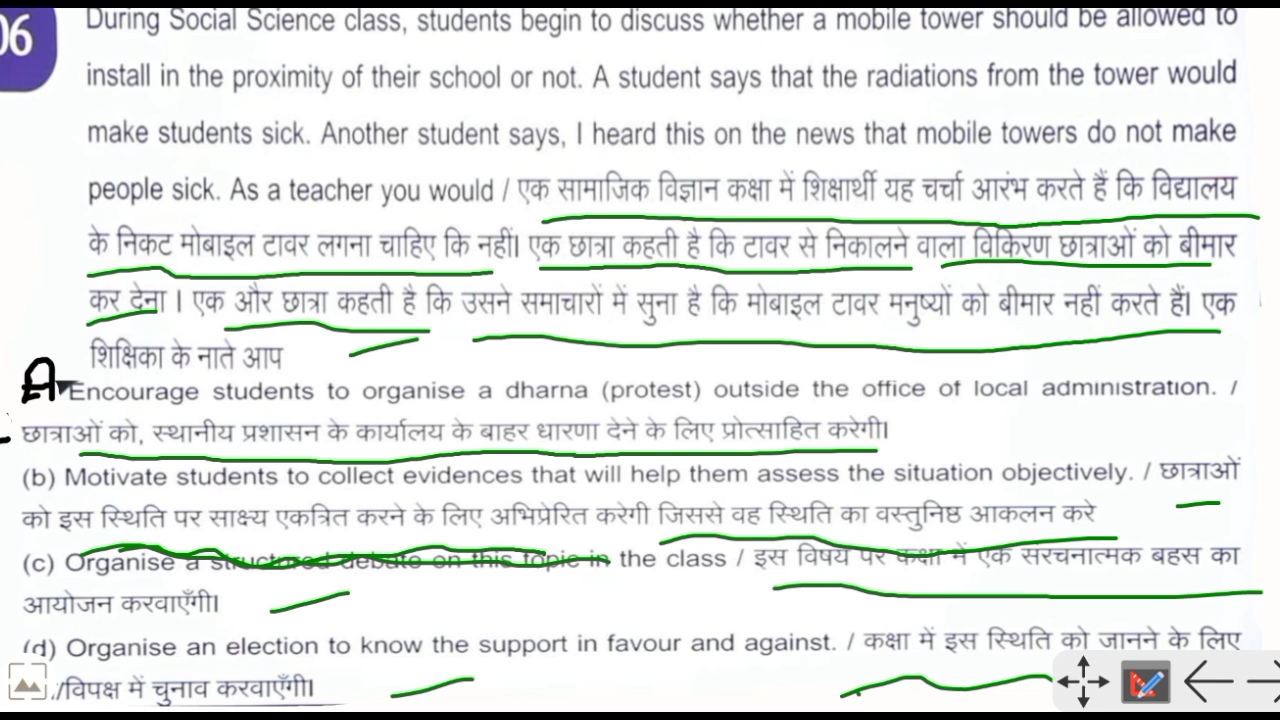 06
During Social Science class, students begin to discuss whether a mobile tower should be allowed to
install in the proximity of their school or not. A student says that the radiations from the tower would
make students sick. Another student says, I heard this on the news that mobile towers do not make
people sick. As a teacher you would / एक सामाजिक विज्ञान कक्षा में शिक्षार्थी यह चर्चा आरंभ करते हैं कि विद्यालय
के निकट मोबाइल टावर लगना चाहिए कि नहीं। एक छात्रा कहती है कि टावर से निकालने वाला विकिरण छात्राओं को बीमार
कर देना । एक और छात्रा कहती है कि उसने समाचारों में सुना है कि मोबाइल टावर मनुष्यों को बीमार नहीं करते हैं। एक
शिक्षिका के नाते आप
A Encourage students to organise a dharna (protest) outside the office of local administration. /
छात्राओं को, स्थानीय प्रशासन के कार्यालय के बाहर धारणा देने के लिए प्रोत्साहित करेगी।
(b) Motivate students to collect evidences that will help them assess the situation objectively. / छात्राओं
को इस स्थिति पर साक्ष्य एकत्रित करने के लिए अभिप्रेरित करेगी जिससे वह स्थिति का वस्तुनिष्ठ आकलन करे
(c) Organise a structured debate on this topic in the class / इस विषय पर कक्षा में एक सरचनात्मक बहस का
आयोजन करवाएँगी।
(d) Organise an election to know the support in favour and against. / कक्षा में इस स्थिति को जानने के लिए
/विपक्ष में चुनाव करवाएँगी।